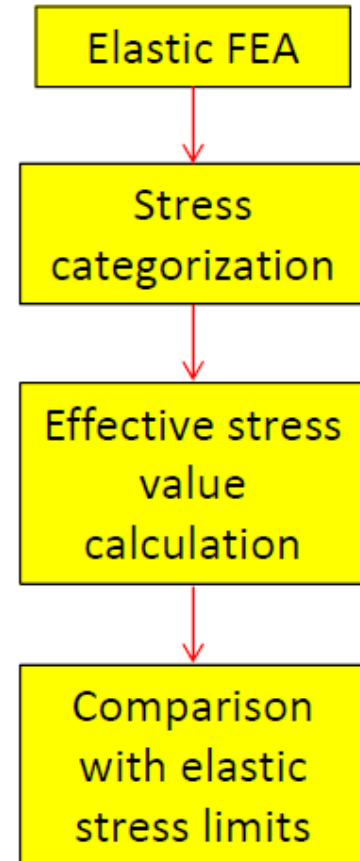 Elastic FEA
Stress
categorization
Effective stress
value
calculation
Comparison
with elastic
stress limits